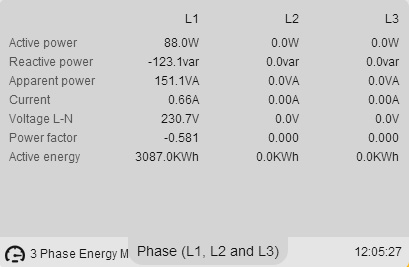 L1 L2 L3
Active power 88.0W 0.0W 0.0W
Reactive power -123.1var 0.0var 0.0var
Apparent power 151.1VA 0.0VA 0.0VA
Current 0.66A 0.00A 0.00A
Voltage L-N 230.7V 0.0V 0.0V
Power factor -0.581 0.000 0.000
Active energy 3087.0KWh 0.0KWh 0.0KWh
3 Phase Energy M Phase (L1, L2 and L3) 12:05:27